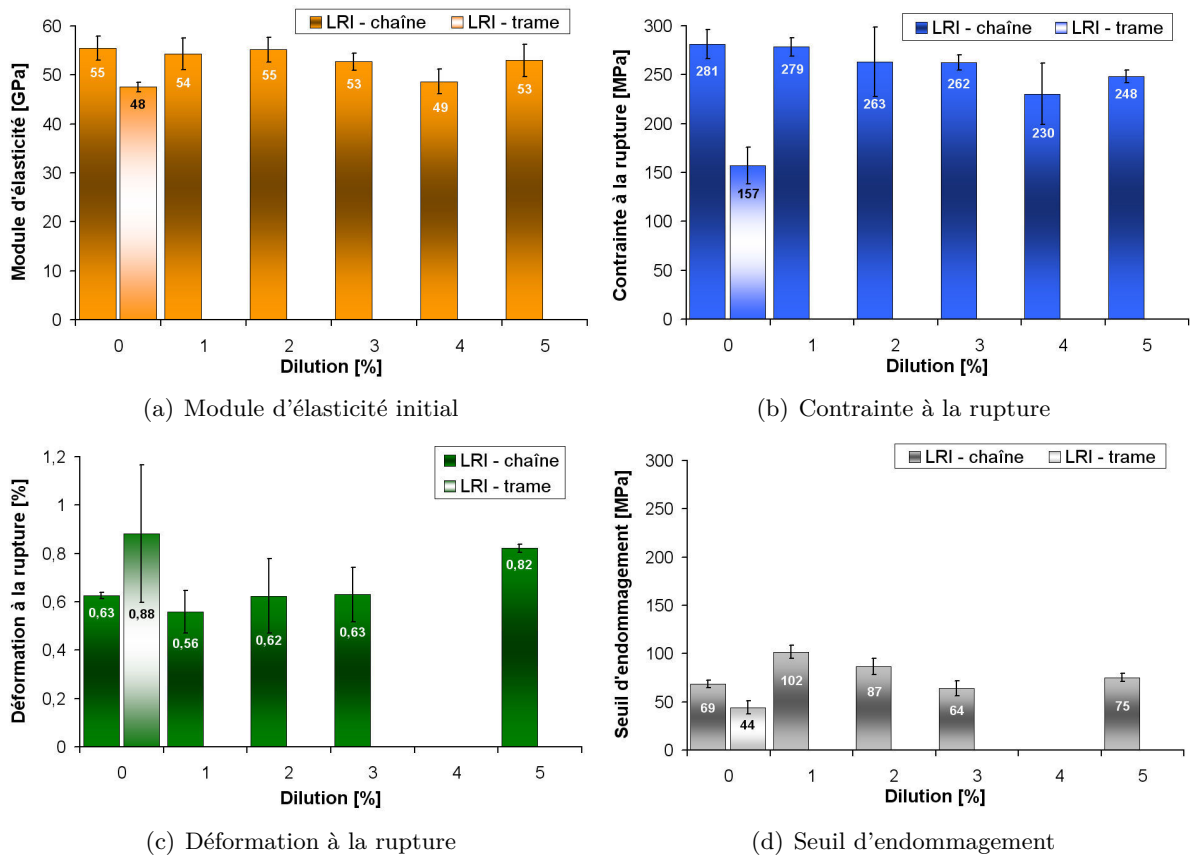 LRI - chaîne LRI - trame
Module d'élasticité [GPa]
60
50
40
30
20
10
0
55
48
54
55
53
49
53
0 1 2 3 4 5
Dilution [%]
(a) Module d'élasticité initial
LRI - chaîne LRI - trame
Contrainte à la rupture [MPa]
300
250
200
150
100
50
0
281
157
279
263
262
230
248
0 1 2 3 4 5
Dilution [%]
(b) Contrainte à la rupture
LRI - chaîne
LRI - trame
Déformation à la rupture [%]
1,2
1
0,8
0,6
0,4
0,2
0
0,63
0,88
0,56
0,62
0,63
0,82
0 1 2 3 4 5
Dilution [%]
(c) Déformation à la rupture
LRI - chaîne LRI - trame
Seuil d'endommagement [MPa]
300
250
200
150
100
50
0
69
44
102
87
64
75
0 1 2 3 4 5
Dilution [%]
(d) Seuil d'endommagement